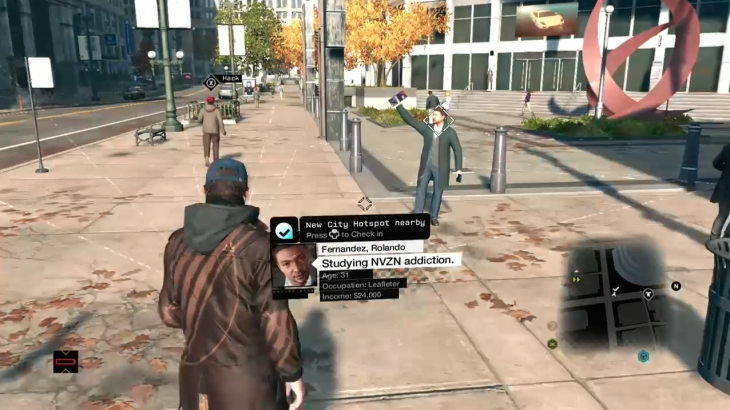 Hack
New City Hotspot nearby
Press to Check in
Fernandez, Rolando
Studying NVZN addiction.
Age: 31
Occupation: Leafleter
Income: $24,000
N